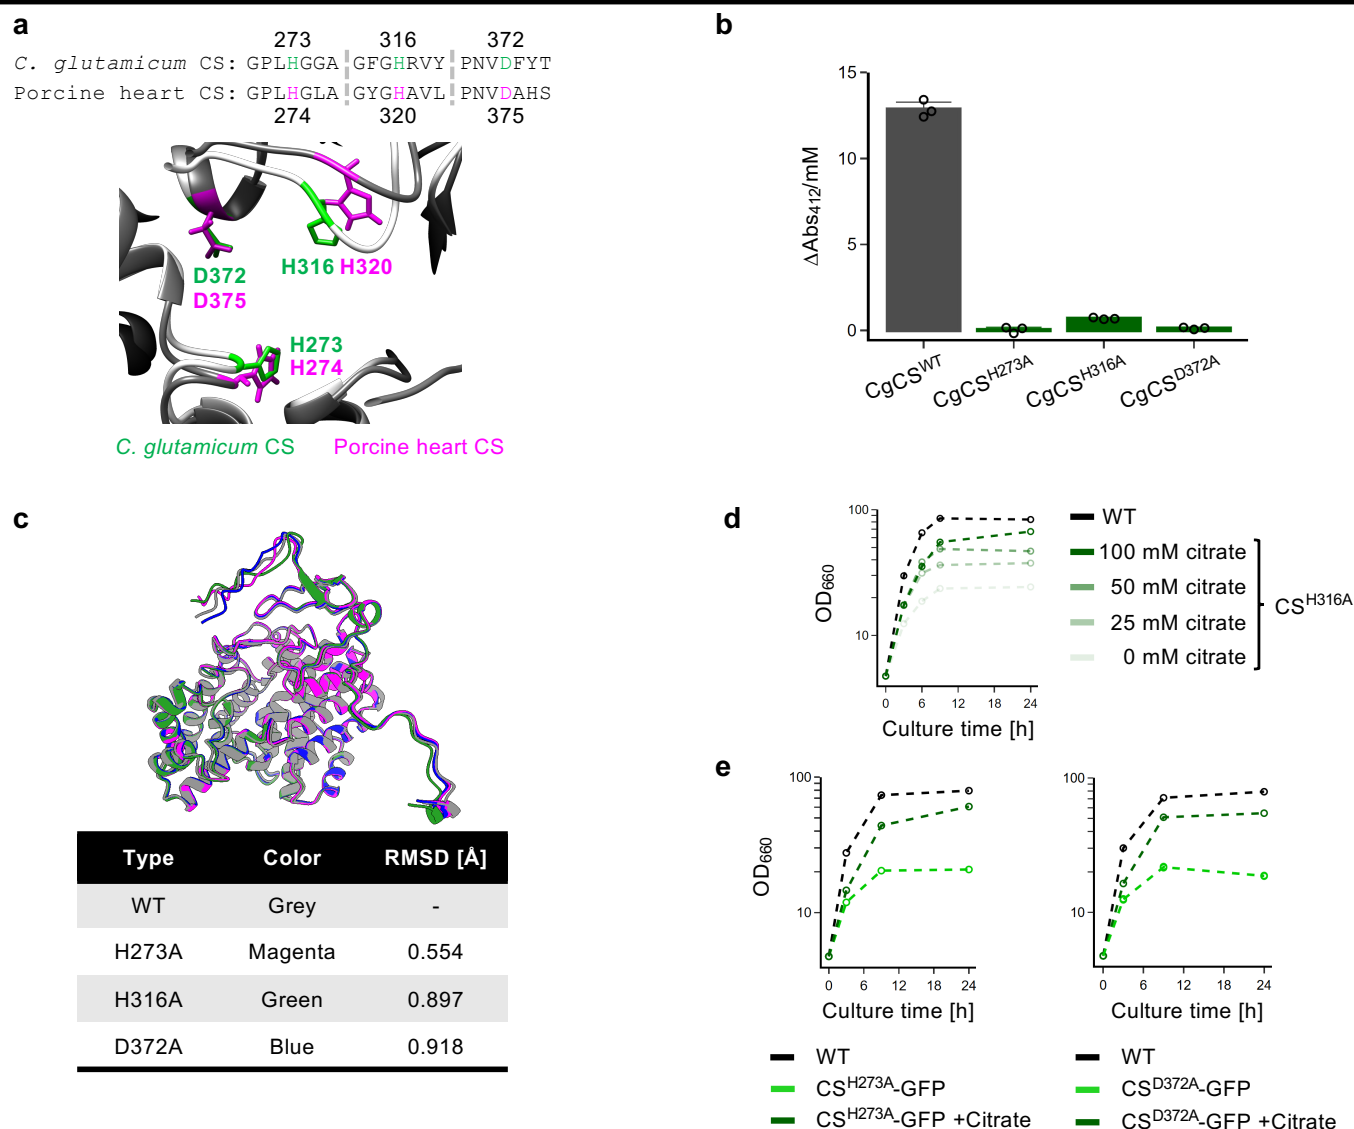 a
273 316 372
C. glutamicum CS: GPLHGGA GFGHRVY PNVDFYT
Porcine heart CS: GPLHGLA GYGHAVL PNVDAHS
274 320 375
D372
D375
H316 H320
H273
H274
C. glutamicum CS Porcine heart CS
b
15
10
5
0
ΔAbs412/mM
CgCSWT
CgCSH273A
CgCSH316A
CgCSD372A
c
Type Color RMSD [Å]
WT Grey -
H273A Magenta 0.554
H316A Green 0.897
D372A Blue 0.918
d
100
10
OD660
0 6 12 18 24
Culture time [h]
WT
100 mM citrate
50 mM citrate
25 mM citrate
0 mM citrate
CSH316A
e
100
10
OD660
0 6 12 18 24
Culture time [h]
WT
CSH273A-GFP
CSH273A-GFP +Citrate
100
10
0 6 12 18 24
Culture time [h]
WT
CSD372A-GFP
CSD372A-GFP +Citrate